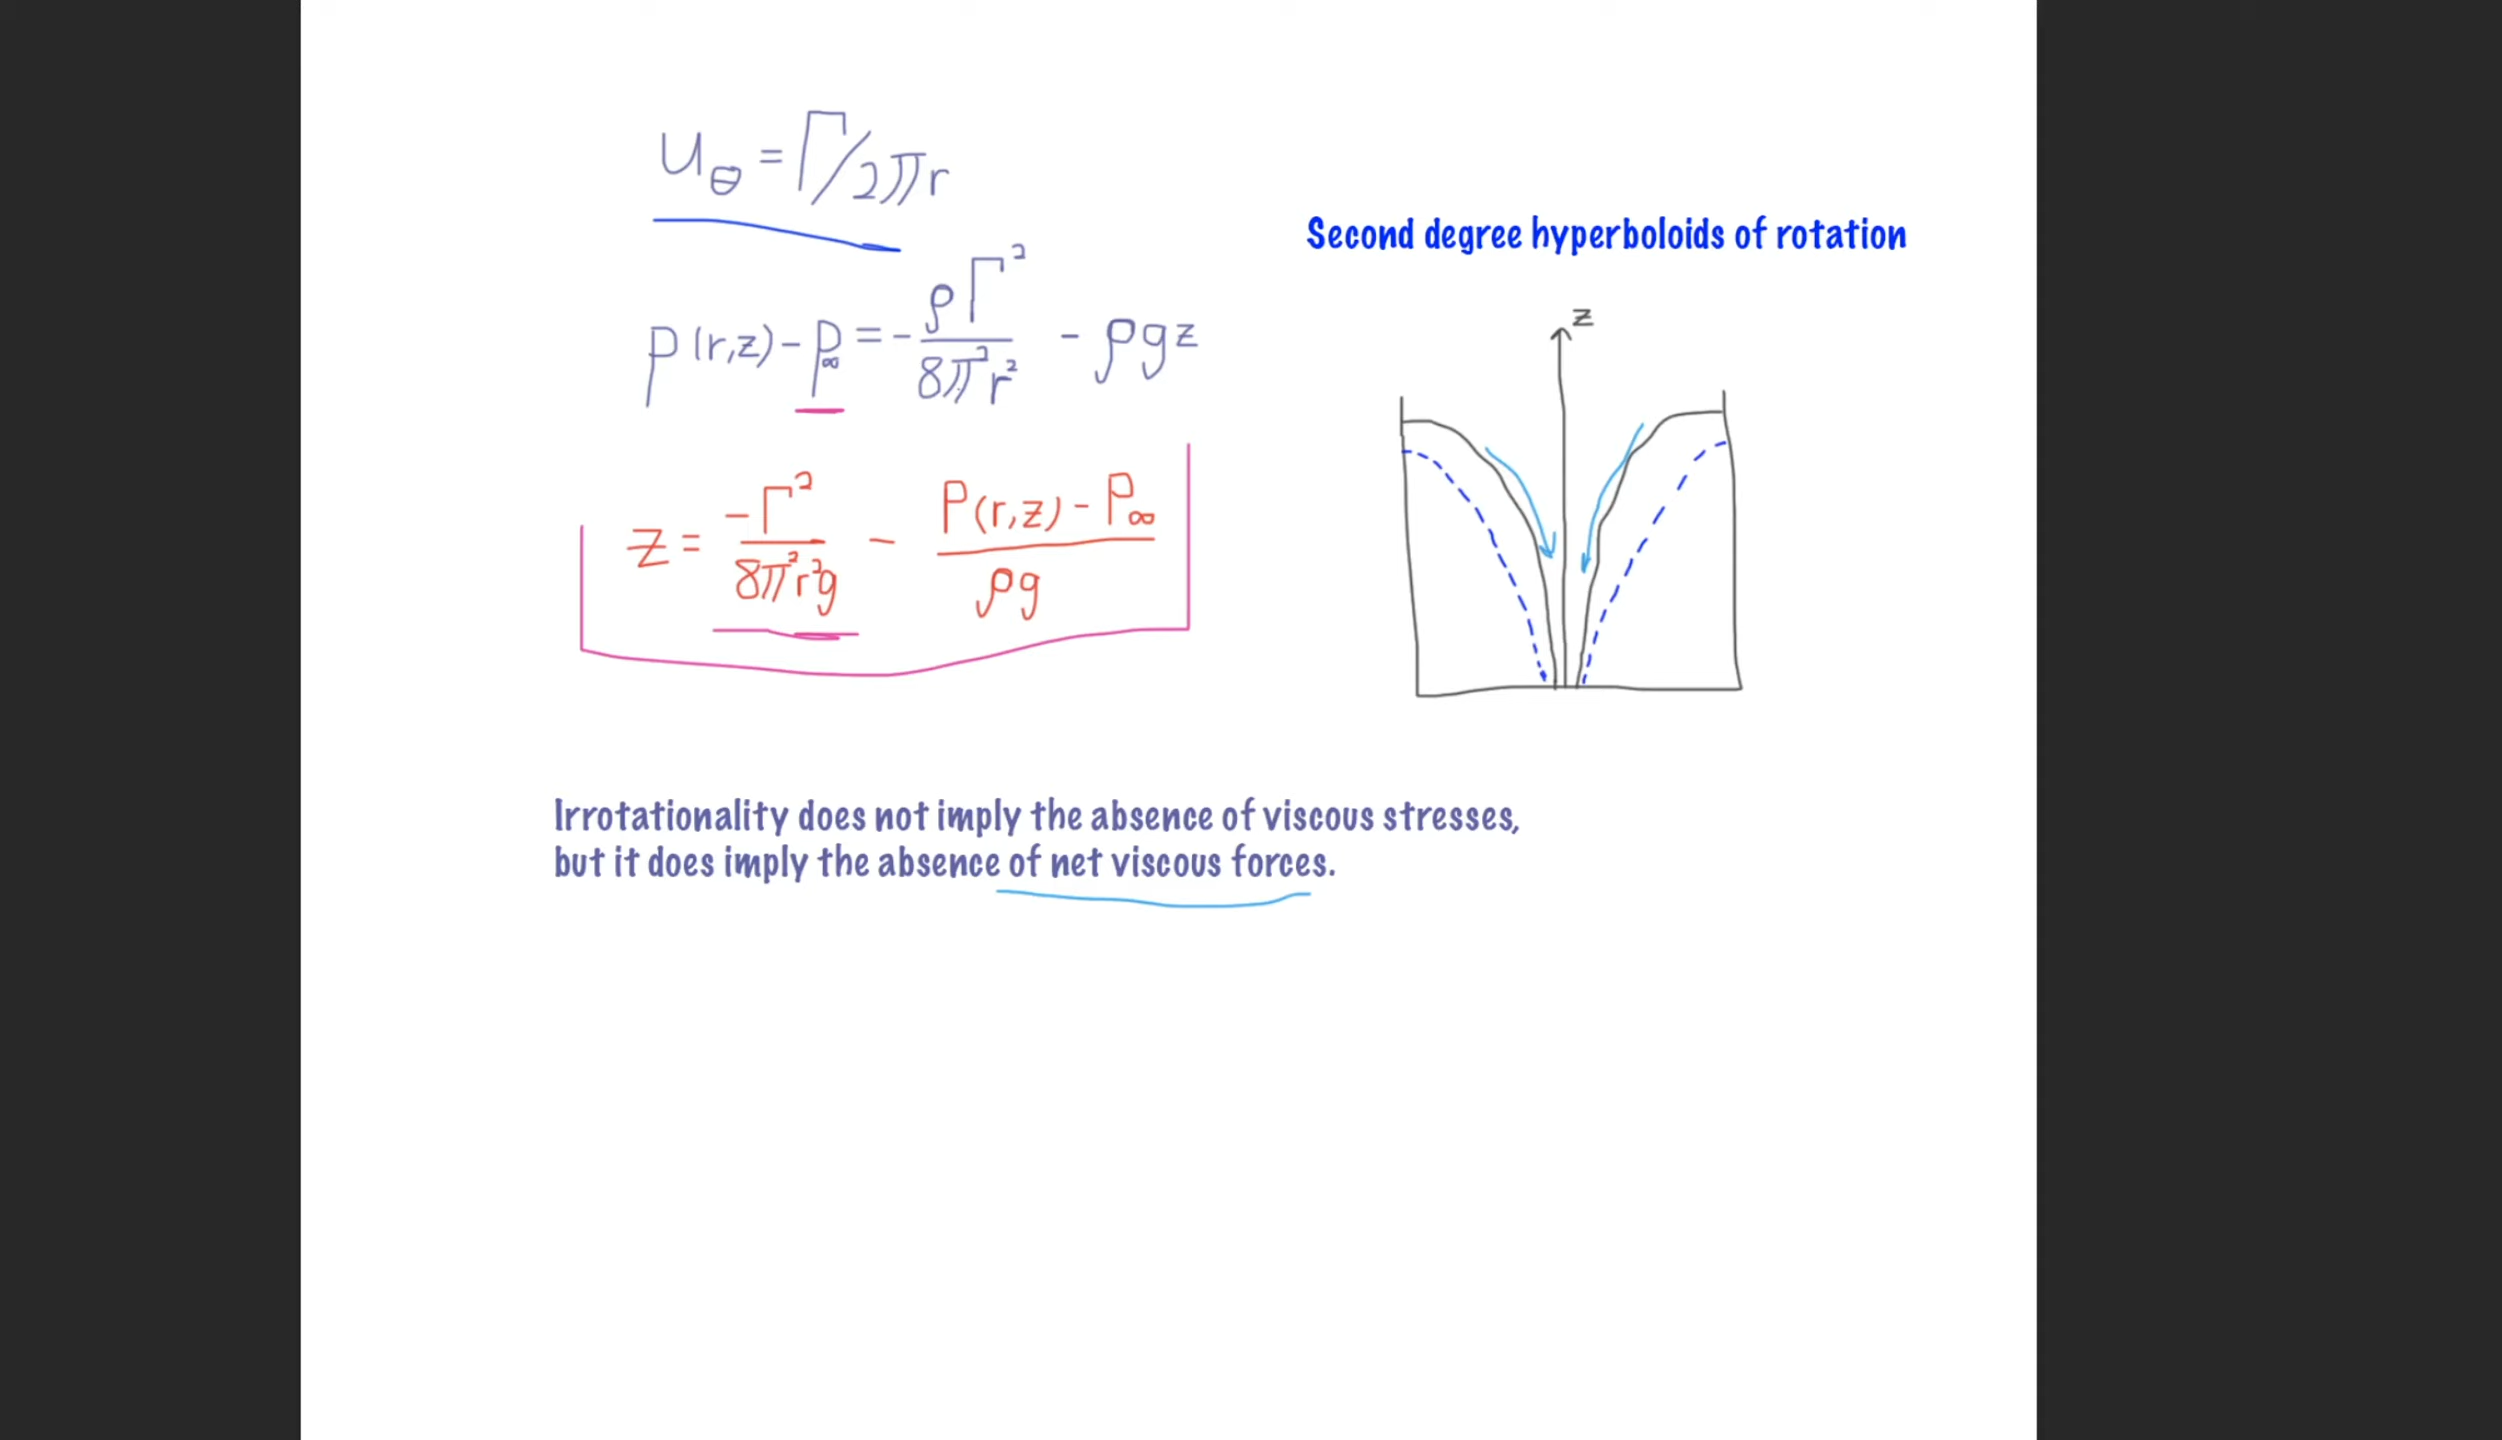 u_θ = Γ/2πr
Second degree hyperboloids of rotation
p(r,z) - p_∞ = - ρΓ²/8π²r² - ρgz
z
z = -Γ²/8π²r²g - P(r,z) - P_∞/ρg
Irrotationality does not imply the absence of viscous stresses,
but it does imply the absence of net viscous forces.